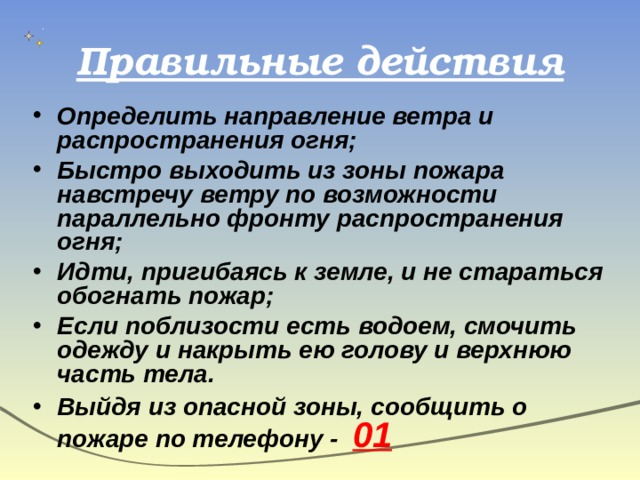 Правильные действия
• Определить направление ветра и
распространения огня;
• Быстро выходить из зоны пожара
навстречу ветру по возможности
параллельно фронту распространения
огня;
• Идти, пригибаясь к земле, и не стараться
обогнать пожар;
• Если поблизости есть водоем, смочить
одежду и накрыть ею голову и верхнюю
часть тела.
• Выйдя из опасной зоны, сообщить о
пожаре по телефону - 01